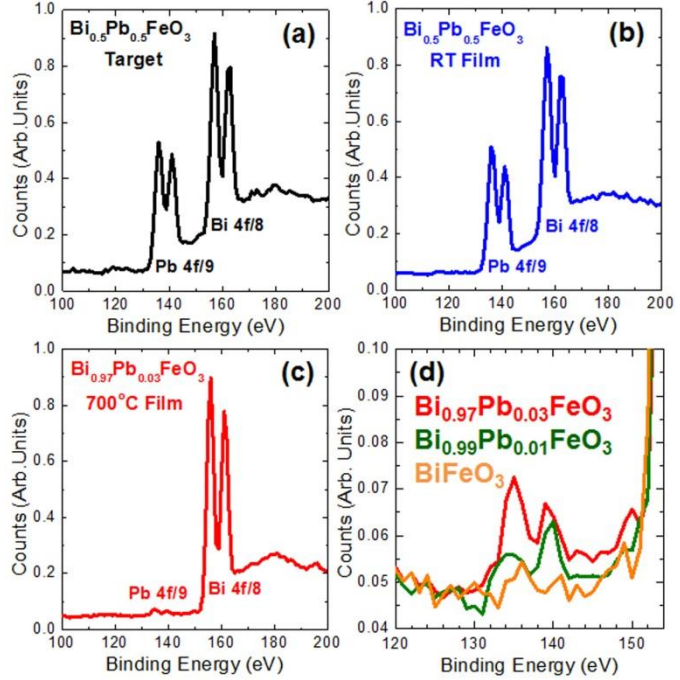 Bi0.5Pb0.5FeO3
Target
(a)
Counts (Arb.Units)
1.0
0.8
0.6
0.4
0.2
0.0
Pb 4f/9
Bi 4f/8
100 120 140 160 180 200
Binding Energy (eV)
Bi0.5Pb0.5FeO3
RT Film
(b)
Counts (Arb.Units)
1.0
0.8
0.6
0.4
0.2
0.0
Pb 4f/9
Bi 4f/8
100 120 140 160 180 200
Binding Energy (eV)
Bi0.97Pb0.03FeO3
700°C Film
(c)
Counts (Arb. Units)
1.0
0.8
0.6
0.4
0.2
0.0
Pb 4f/9
Bi 4f/8
100 120 140 160 180 200
Binding Energy (eV)
(d)
Bi0.97Pb0.03FeO3
Bi0.99Pb0.01FeO3
BiFeO3
Counts (Arb. Units)
0.10
0.09
0.08
0.07
0.06
0.05
0.04
120 130 140 150
Binding Energy (eV)